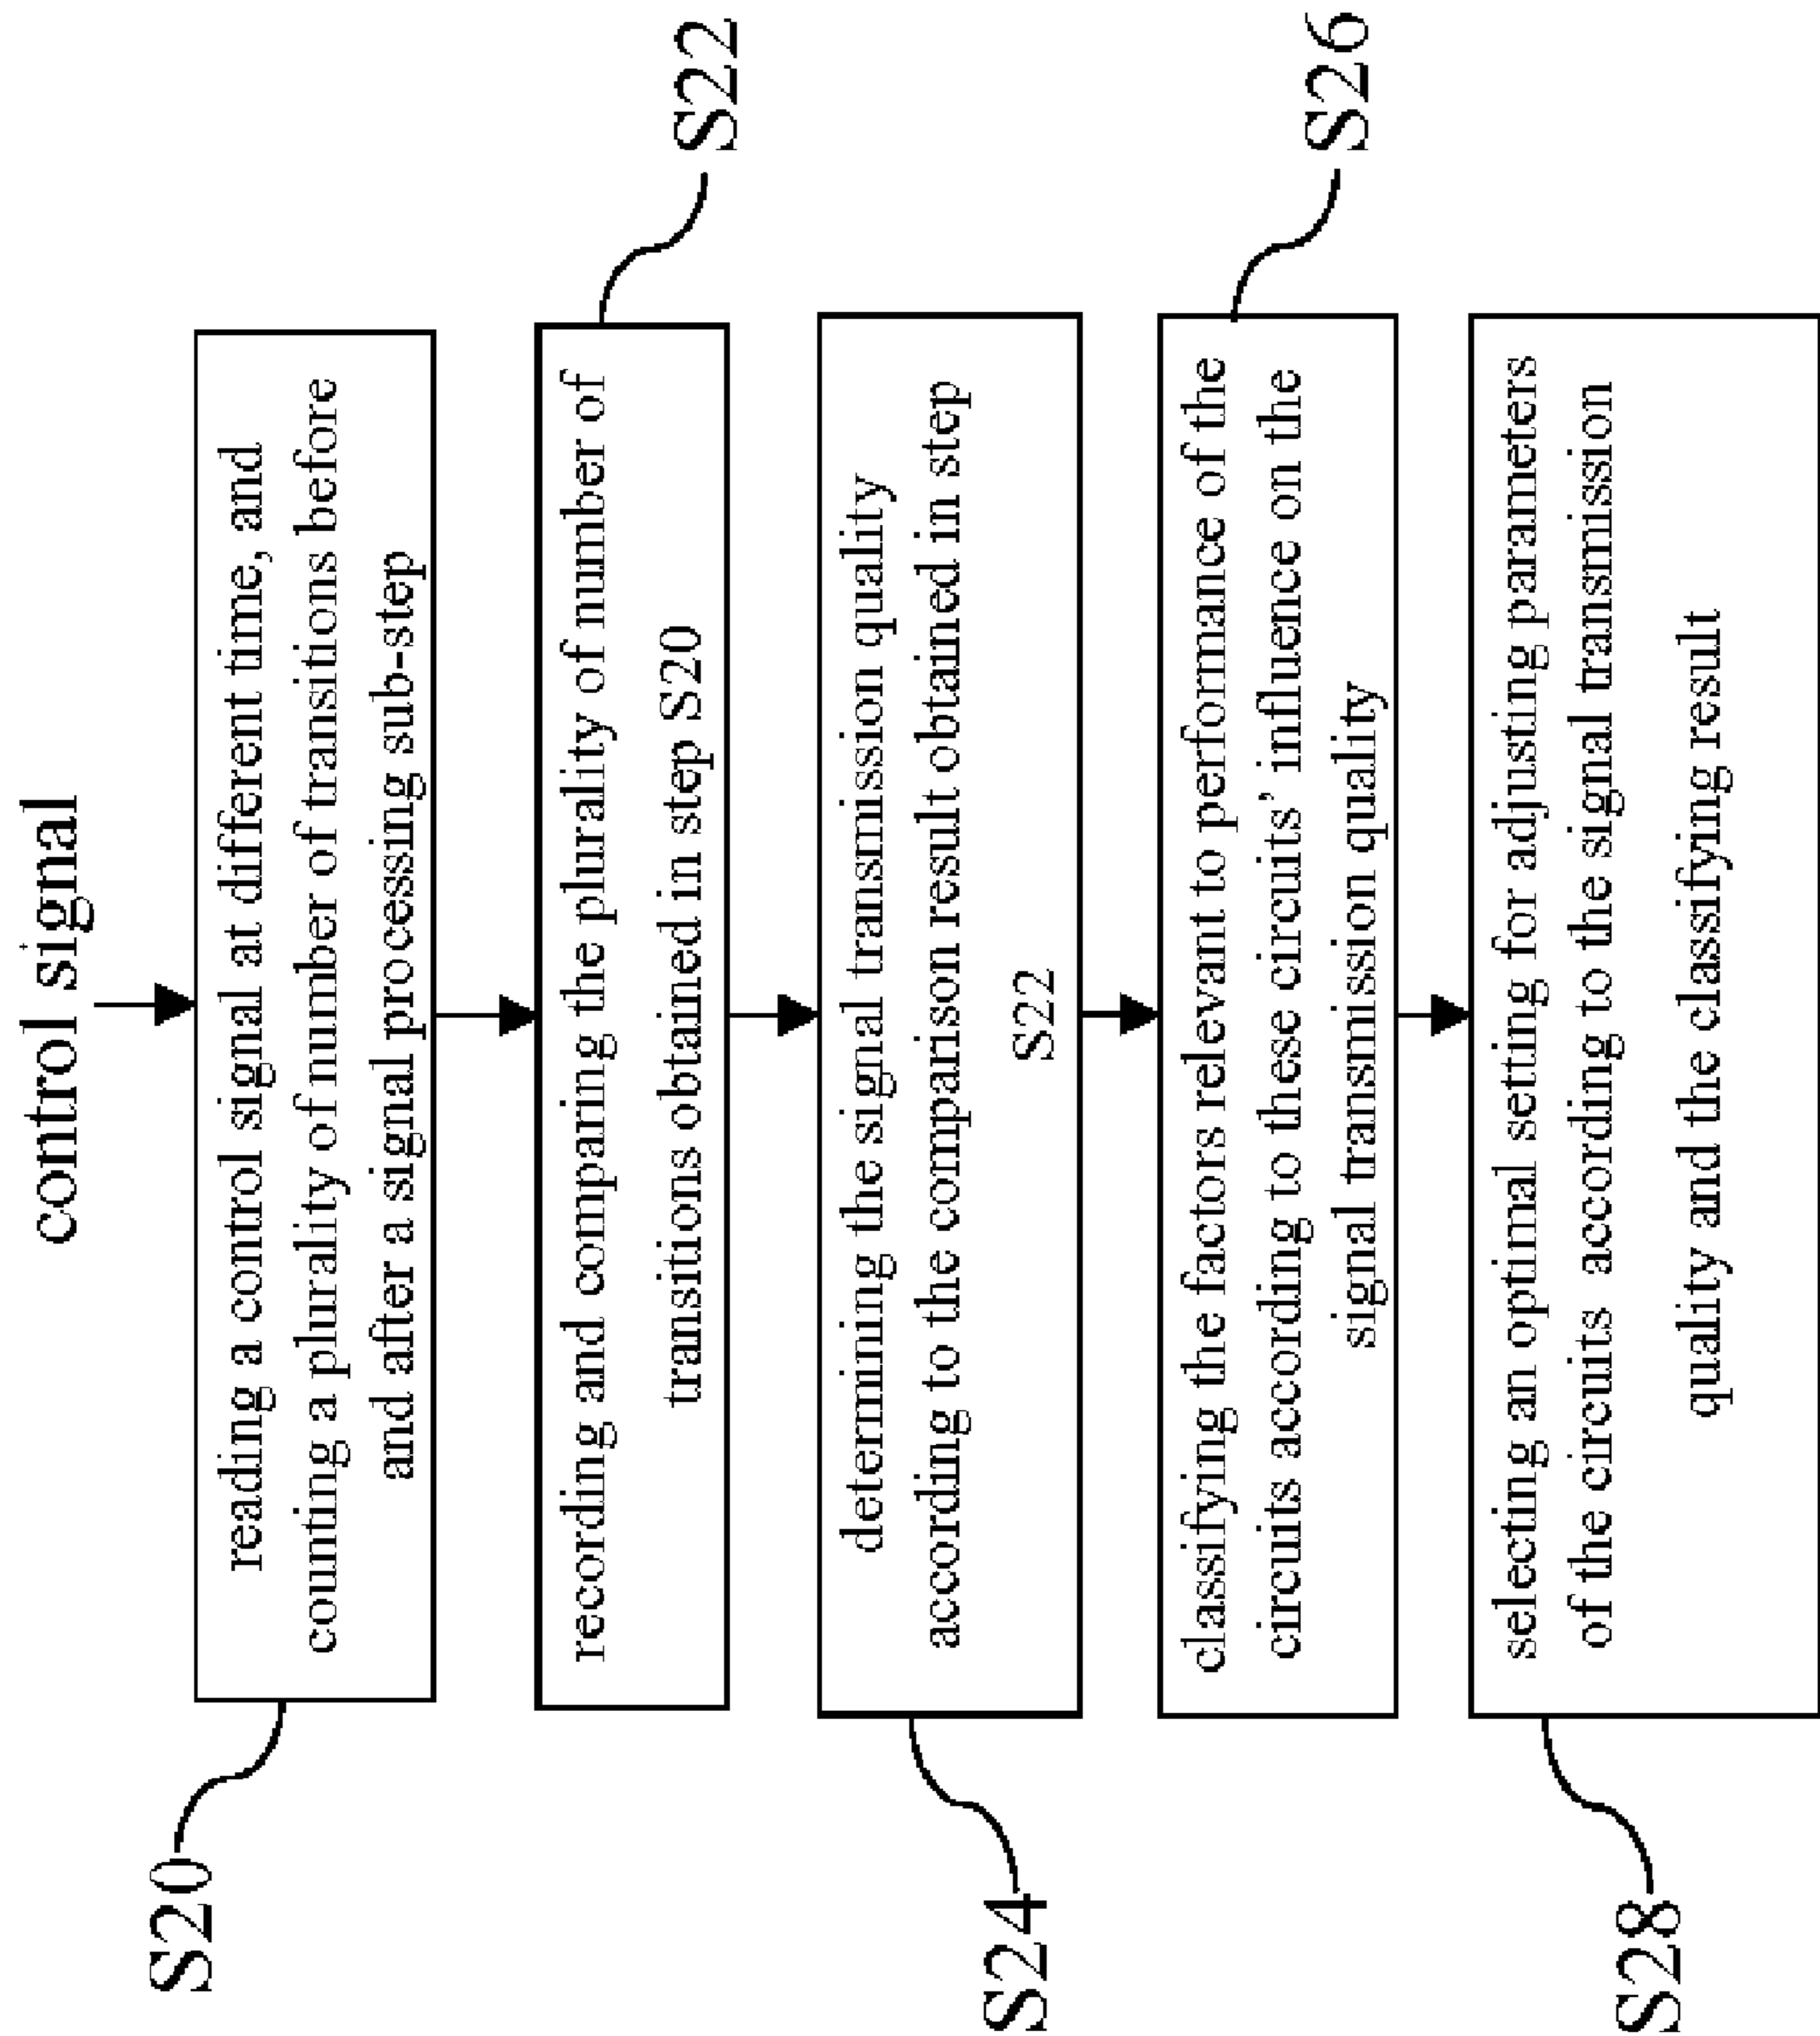 control signal
S20
reading a control signal at different time, and
counting a plurality of number of transitions before
and after a signal processing sub-step
recording and comparing the plurality of number of
transitions obtained in step S20
S22
S24
determining the signal transmission quality
according to the comparison result obtained in step
S22
classifying the factors relevant to performance of the
circuits according to these circuits’ influence on the
signal transmission quality
S26
S28
selecting an optimal setting for adjusting parameters
of the circuits according to the signal transmission
quality and the classifying result